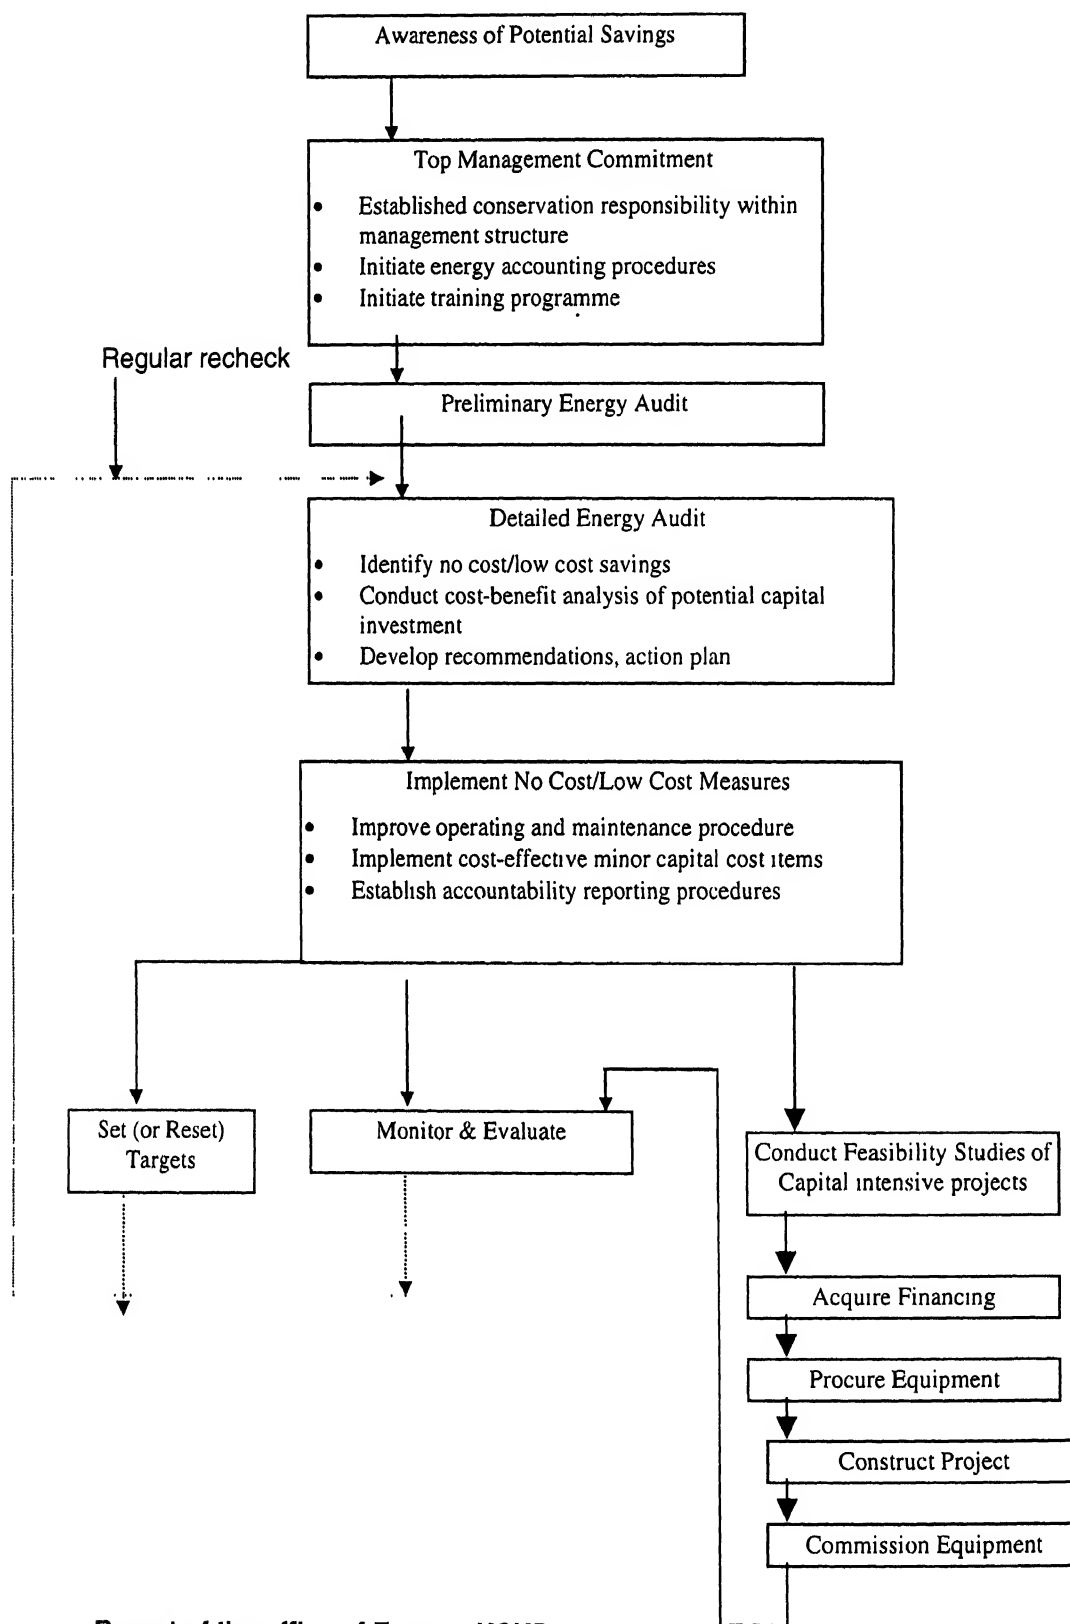 Awareness of Potential Savings
Top Management Commitment
• Established conservation responsibility within
management structure
• Initiate energy accounting procedures
• Initiate training programme
Regular recheck
Preliminary Energy Audit
Detailed Energy Audit
• Identify no cost/low cost savings
• Conduct cost-benefit analysis of potential capital
investment
• Develop recommendations, action plan
Implement No Cost/Low Cost Measures
• Improve operating and maintenance procedure
• Implement cost-effective minor capital cost items
• Establish accountability reporting procedures
Set (or Reset)
Targets
Monitor & Evaluate
Conduct Feasibility Studies of
Capital intensive projects
Acquire Financing
Procure Equipment
Construct Project
Commission Equipment